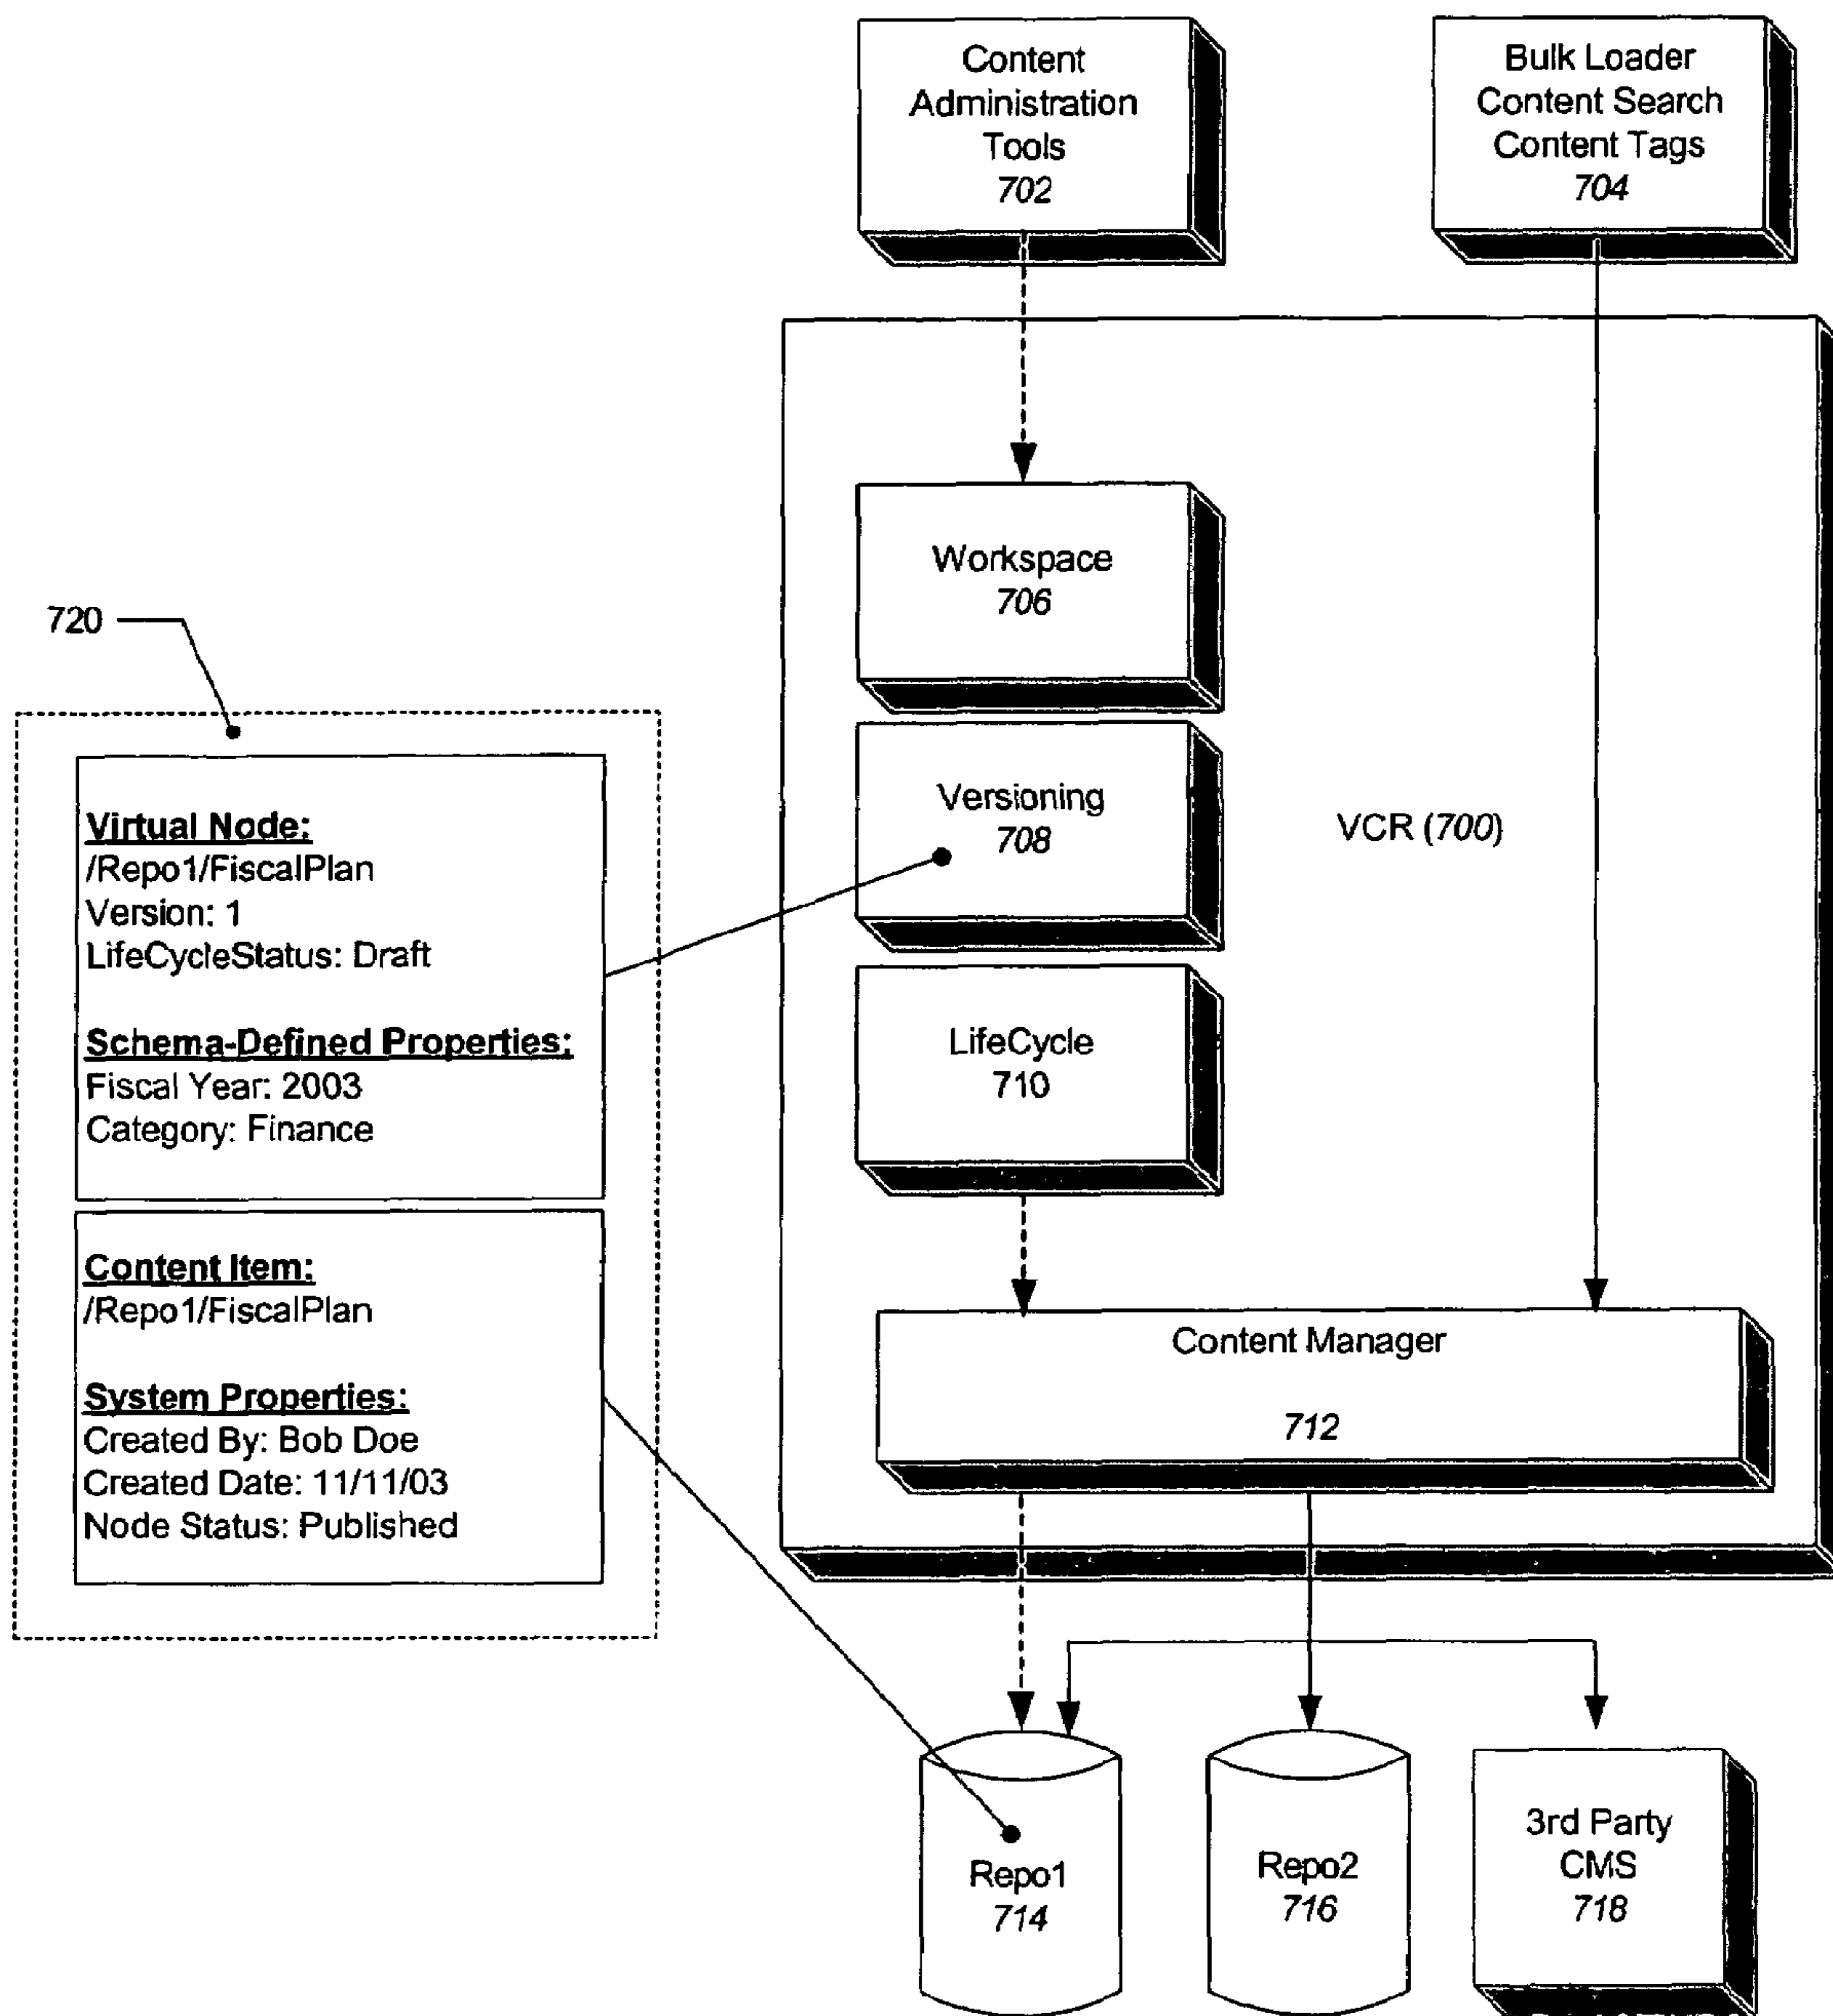 Content
Administration
Tools
702
Bulk Loader
Content Search
Content Tags
704
Workspace
706
720
Versioning
708
VCR (700)
Virtual Node:
/Repo1/FiscalPlan
Version: 1
LifeCycleStatus: Draft
Schema-Defined Properties:
Fiscal Year: 2003
Category: Finance
LifeCycle
710
Content Item:
/Repo1/FiscalPlan
System Properties:
Created By: Bob Doe
Created Date: 11/11/03
Node Status: Published
Content Manager
712
Repo1
714
Repo2
716
3rd Party
CMS
718